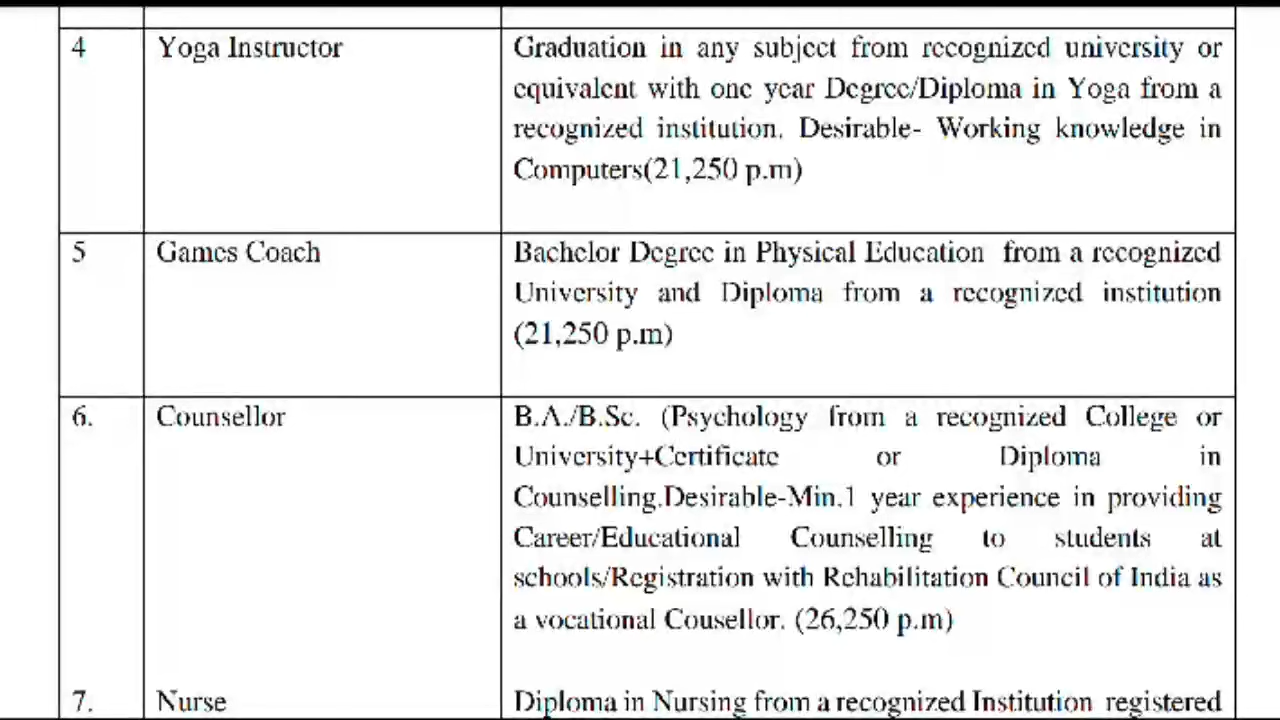 4 Yoga Instructor Graduation in any subject from recognized university or
equivalent with one year Degree/Diploma in Yoga from a
recognized institution. Desirable- Working knowledge in
Computers(21,250 p.m)
5 Games Coach Bachelor Degree in Physical Education from a recognized
University and Diploma from a recognized institution
(21,250 p.m)
6. Counsellor B.A./B.Sc. (Psychology from a recognized College or
University+Certificate or Diploma in
Counselling.Desirable-Min.1 year experience in providing
Career/Educational Counselling to students at
schools/Registration with Rehabilitation Council of India as
a vocational Cousellor. (26,250 p.m)
7. Nurse Diploma in Nursing from a recognized Institution registered